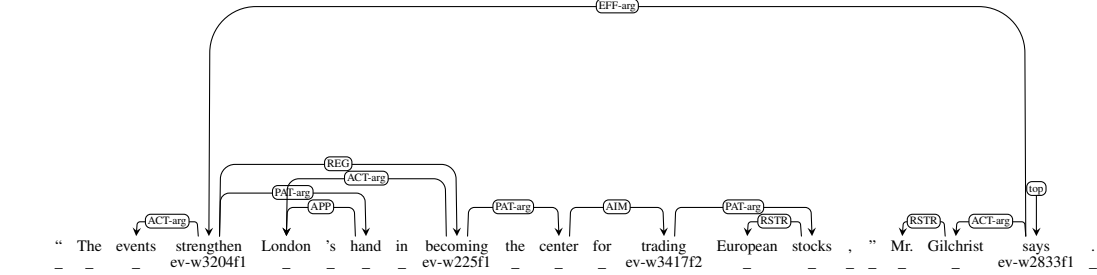 EFF-arg
REG
ACT-arg
top
PAT-arg
APP
PAT-arg
AIM
PAT-arg
ACT-arg
RSTR
RSTR
ACT-arg
“ The events strengthen London ’s hand in becoming the center for trading European stocks , ” Mr. Gilchrist says .
_ _ _ ev-w3204f1 _ _ _ _ ev-w225f1 _ _ _ ev-w3417f2 _ _ _ _ _ _ ev-w2833f1 _